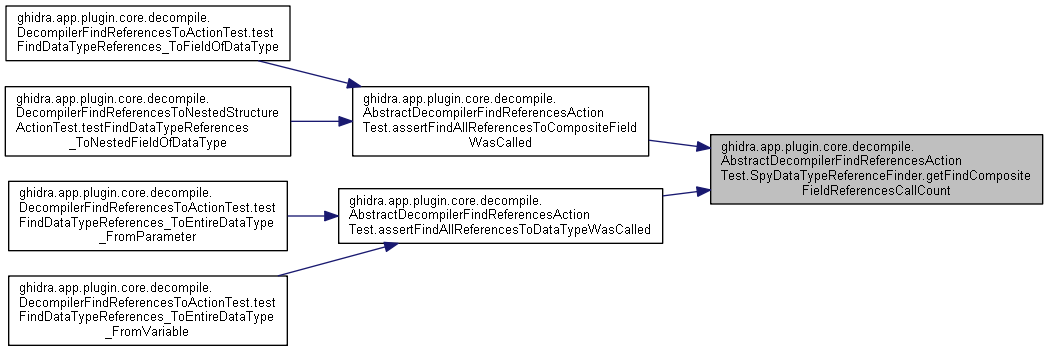 ghidra.app.plugin.core.decompile.
DecompilerFindReferencesToActionTest.test
FindDataTypeReferences_ToFieldOfDataType
ghidra.app.plugin.core.decompile.
DecompilerFindReferencesToNestedStructure
ActionTest.testFindDataTypeReferences
_ToNestedFieldOfDataType
ghidra.app.plugin.core.decompile.
DecompilerFindReferencesToActionTest.test
FindDataTypeReferences_ToEntireDataType
_FromParameter
ghidra.app.plugin.core.decompile.
DecompilerFindReferencesToActionTest.test
FindDataTypeReferences_ToEntireDataType
_FromVariable
ghidra.app.plugin.core.decompile.
AbstractDecompilerFindReferencesAction
Test.assertFindAllReferencesToCompositeField
WasCalled
ghidra.app.plugin.core.decompile.
AbstractDecompilerFindReferencesAction
Test.assertFindAllReferencesToDataTypeWasCalled
ghidra.app.plugin.core.decompile.
AbstractDecompilerFindReferencesAction
Test.SpyDataTypeReferenceFinder.getFindComposite
FieldReferencesCallCount